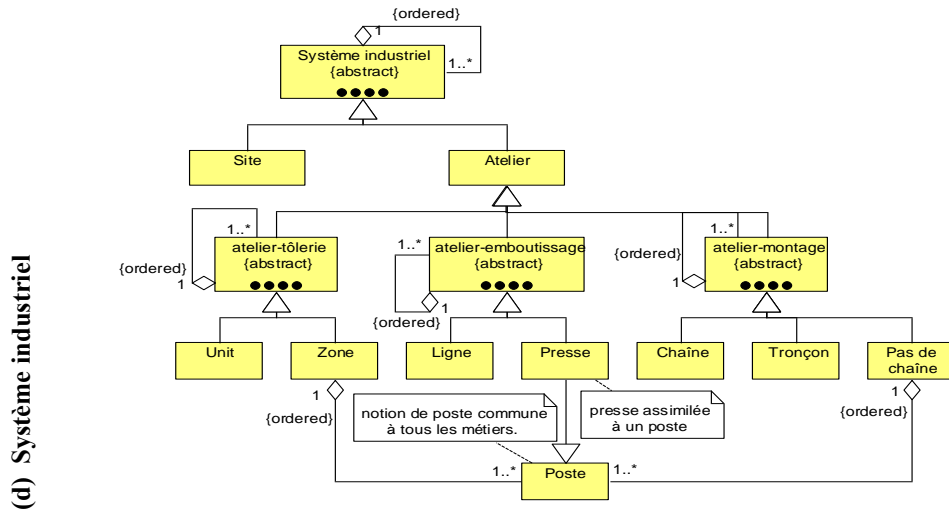 {ordered}
1
Système industriel
{abstract}
1..*
Site
Atelier
1..*
atelier-tôlerie
{abstract}
{ordered}
1
1..*
atelier-emboutissage
{abstract}
1
{ordered}
1..*
atelier-montage
{abstract}
{ordered}
1
Unit
Zone
Ligne
Presse
Chaîne
Tronçon
Pas de
chaîne
1
{ordered}
notion de poste commune
à tous les métiers.
presse assimilée
à un poste
1
{ordered}
1..*
Poste
1..*
(d) Système industriel